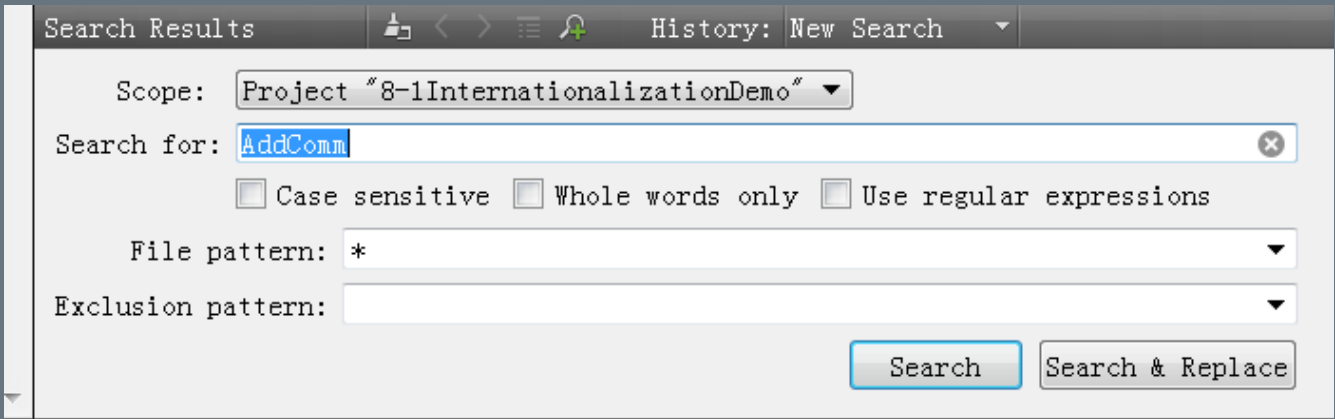 Search Results History: New Search
Scope: Project "8-1InternationalizationDemo"
Search for: AddComm
Case sensitive Whole words only Use regular expressions
File pattern: *
Exclusion pattern:
Search Search & Replace